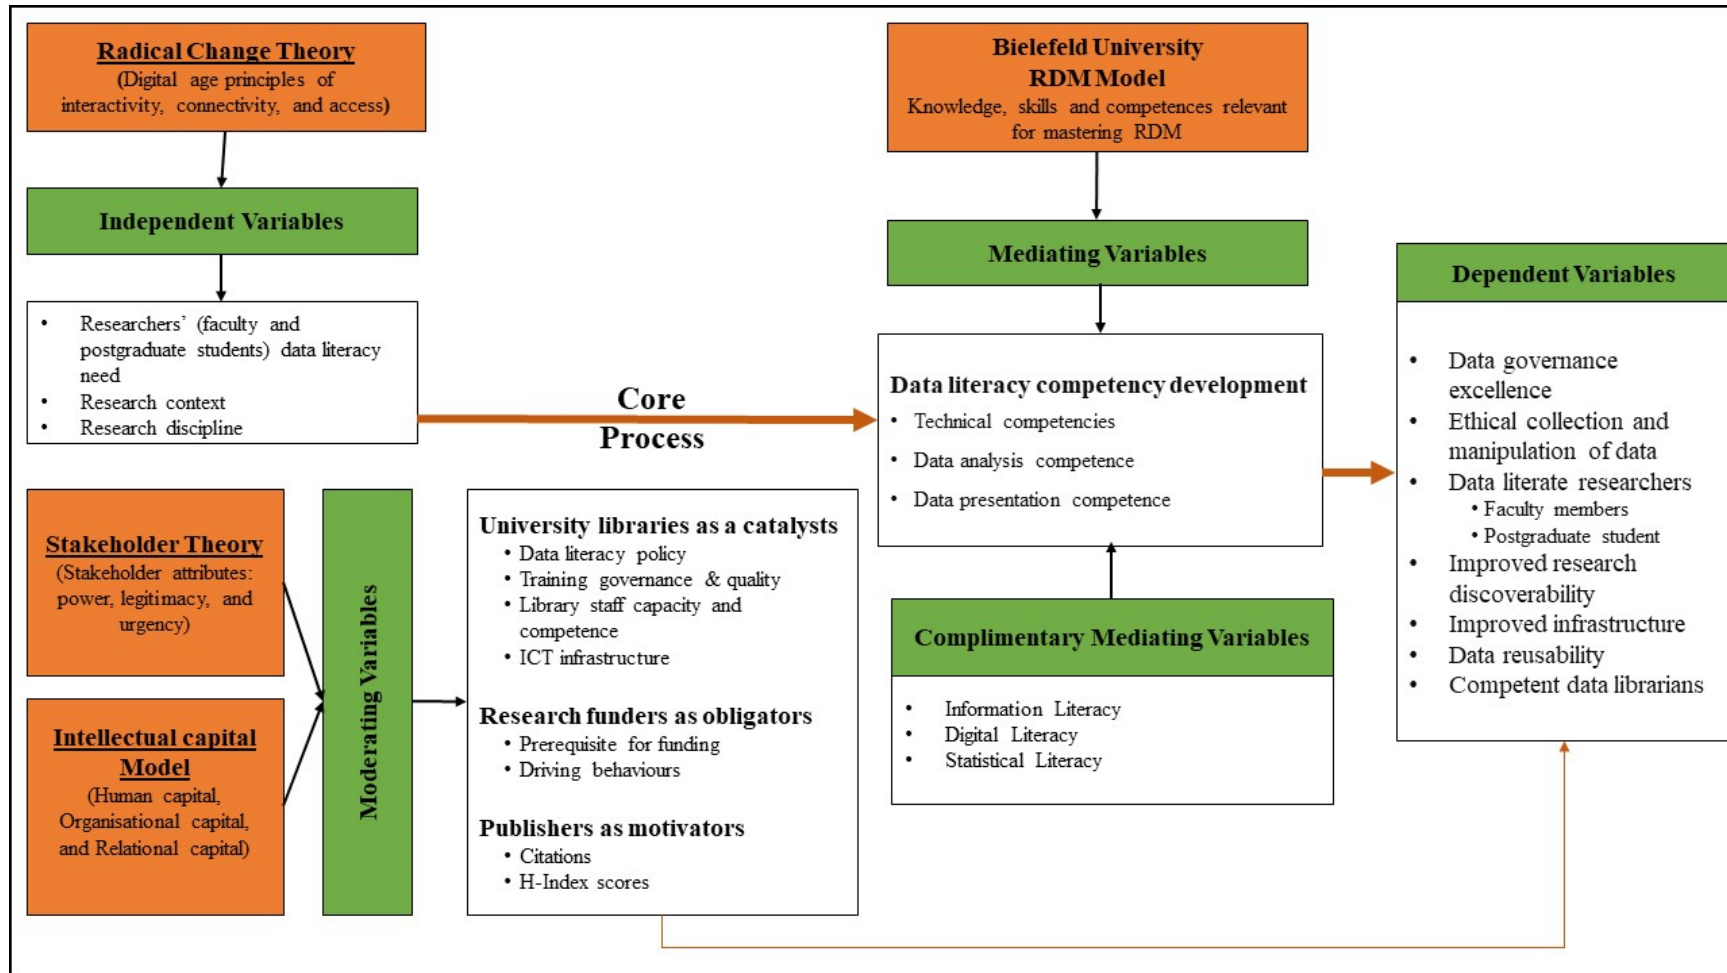 Radical Change Theory
(Digital age principles of
interactivity, connectivity, and access)
Independent Variables
• Researchers’ (faculty and
postgraduate students) data literacy
need
• Research context
• Research discipline
Core
Process
Bielefeld University
RDM Model
Knowledge, skills and competences relevant
for mastering RDM
Mediating Variables
Data literacy competency development
• Technical competencies
• Data analysis competence
• Data presentation competence
Complimentary Mediating Variables
• Information Literacy
• Digital Literacy
• Statistical Literacy
Stakeholder Theory
(Stakeholder attributes:
power, legitimacy, and
urgency)
Intellectual capital
Model
(Human capital,
Organisational capital,
and Relational capital)
Moderating Variables
University libraries as a catalysts
• Data literacy policy
• Training governance & quality
• Library staff capacity and
competence
• ICT infrastructure
Research funders as obligators
• Prerequisite for funding
• Driving behaviours
Publishers as motivators
• Citations
• H-Index scores
Dependent Variables
• Data governance
excellence
• Ethical collection and
manipulation of data
• Data literate researchers
• Faculty members
• Postgraduate student
• Improved research
discoverability
• Improved infrastructure
• Data reusability
• Competent data librarians